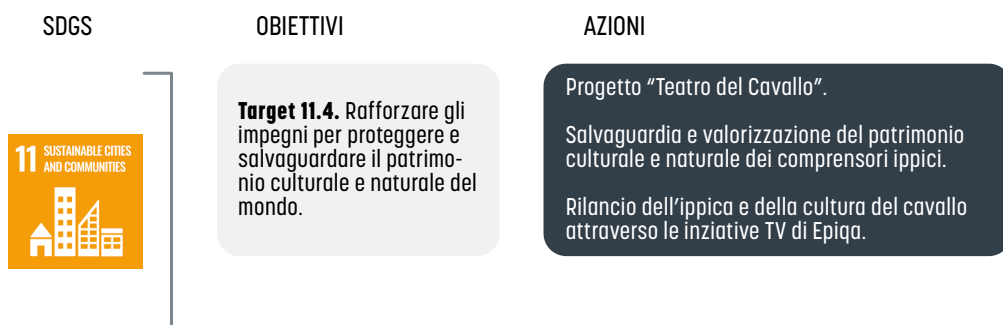 SDGS
OBIETTIVI
AZIONI
11 SUSTAINABLE CITIES
AND COMMUNITIES
Target 11.4. Rafforzare gli
impegni per proteggere e
salvaguardare il patrimo-
nio culturale e naturale del
mondo.
Progetto “Teatro del Cavallo”.
Salvaguardia e valorizzazione del patrimonio
culturale e naturale dei comprensori ippici.
Rilancio dell’ippica e della cultura del cavallo
attraverso le inziative TV di Epiqa.